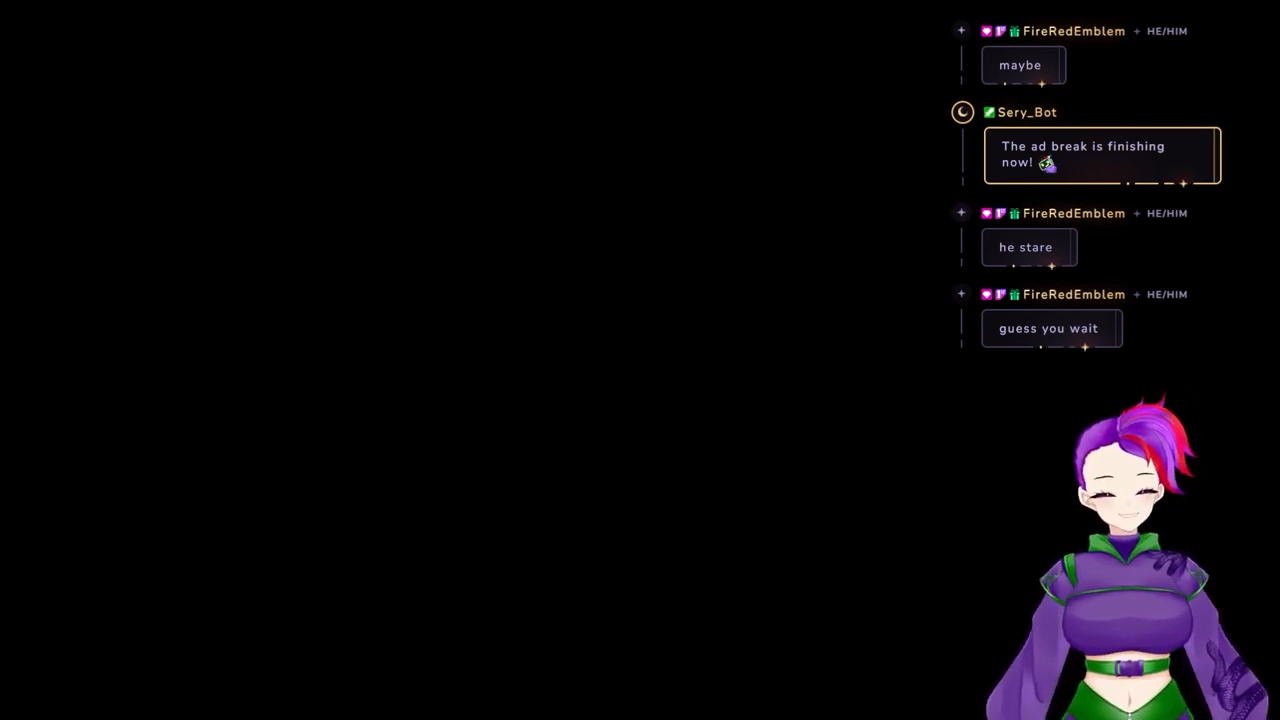 FireRedEmblem + HE/HIM
maybe
Sery_Bot
The ad break is finishing
now!
FireRedEmblem + HE/HIM
he stare
FireRedEmblem + HE/HIM
guess you wait